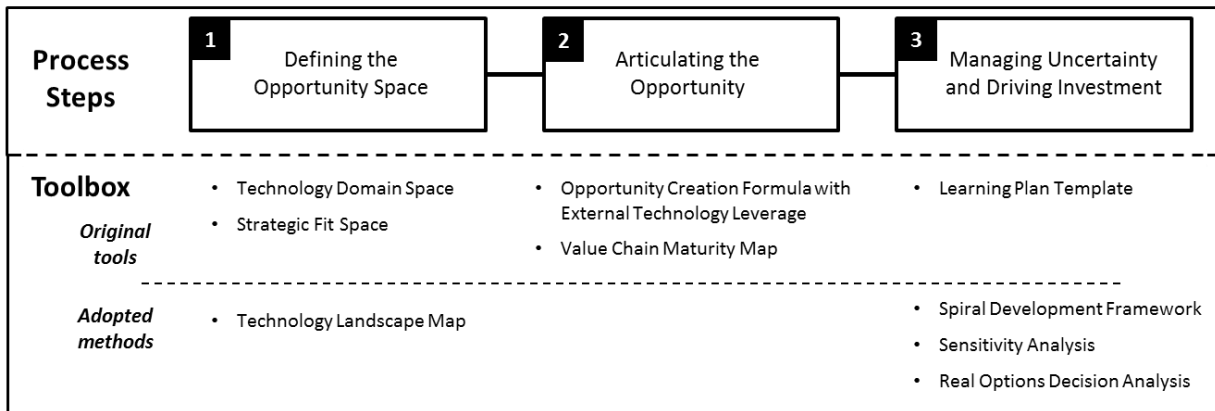 Process
Steps
1
Defining the
Opportunity Space
2
Articulating the
Opportunity
3
Managing Uncertainty
and Driving Investment
Toolbox
Original
tools
• Technology Domain Space
• Strategic Fit Space
• Opportunity Creation Formula with
External Technology Leverage
• Value Chain Maturity Map
• Learning Plan Template
Adopted
methods
• Technology Landscape Map
• Spiral Development Framework
• Sensitivity Analysis
• Real Options Decision Analysis